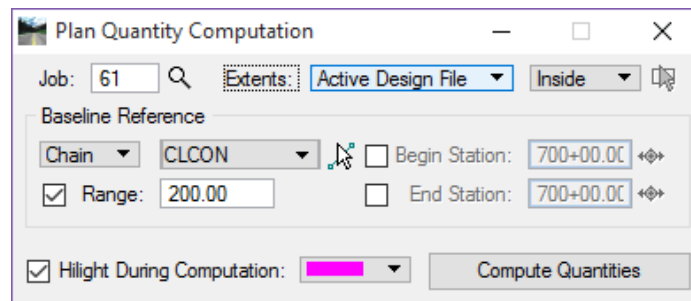 Plan Quantity Computation
Job: 61 Extents: Active Design File Inside
Baseline Reference
Chain CLCON Begin Station: 700+00.00
Range: 200.00 End Station: 700+00.00
Hilight During Computation: Compute Quantities